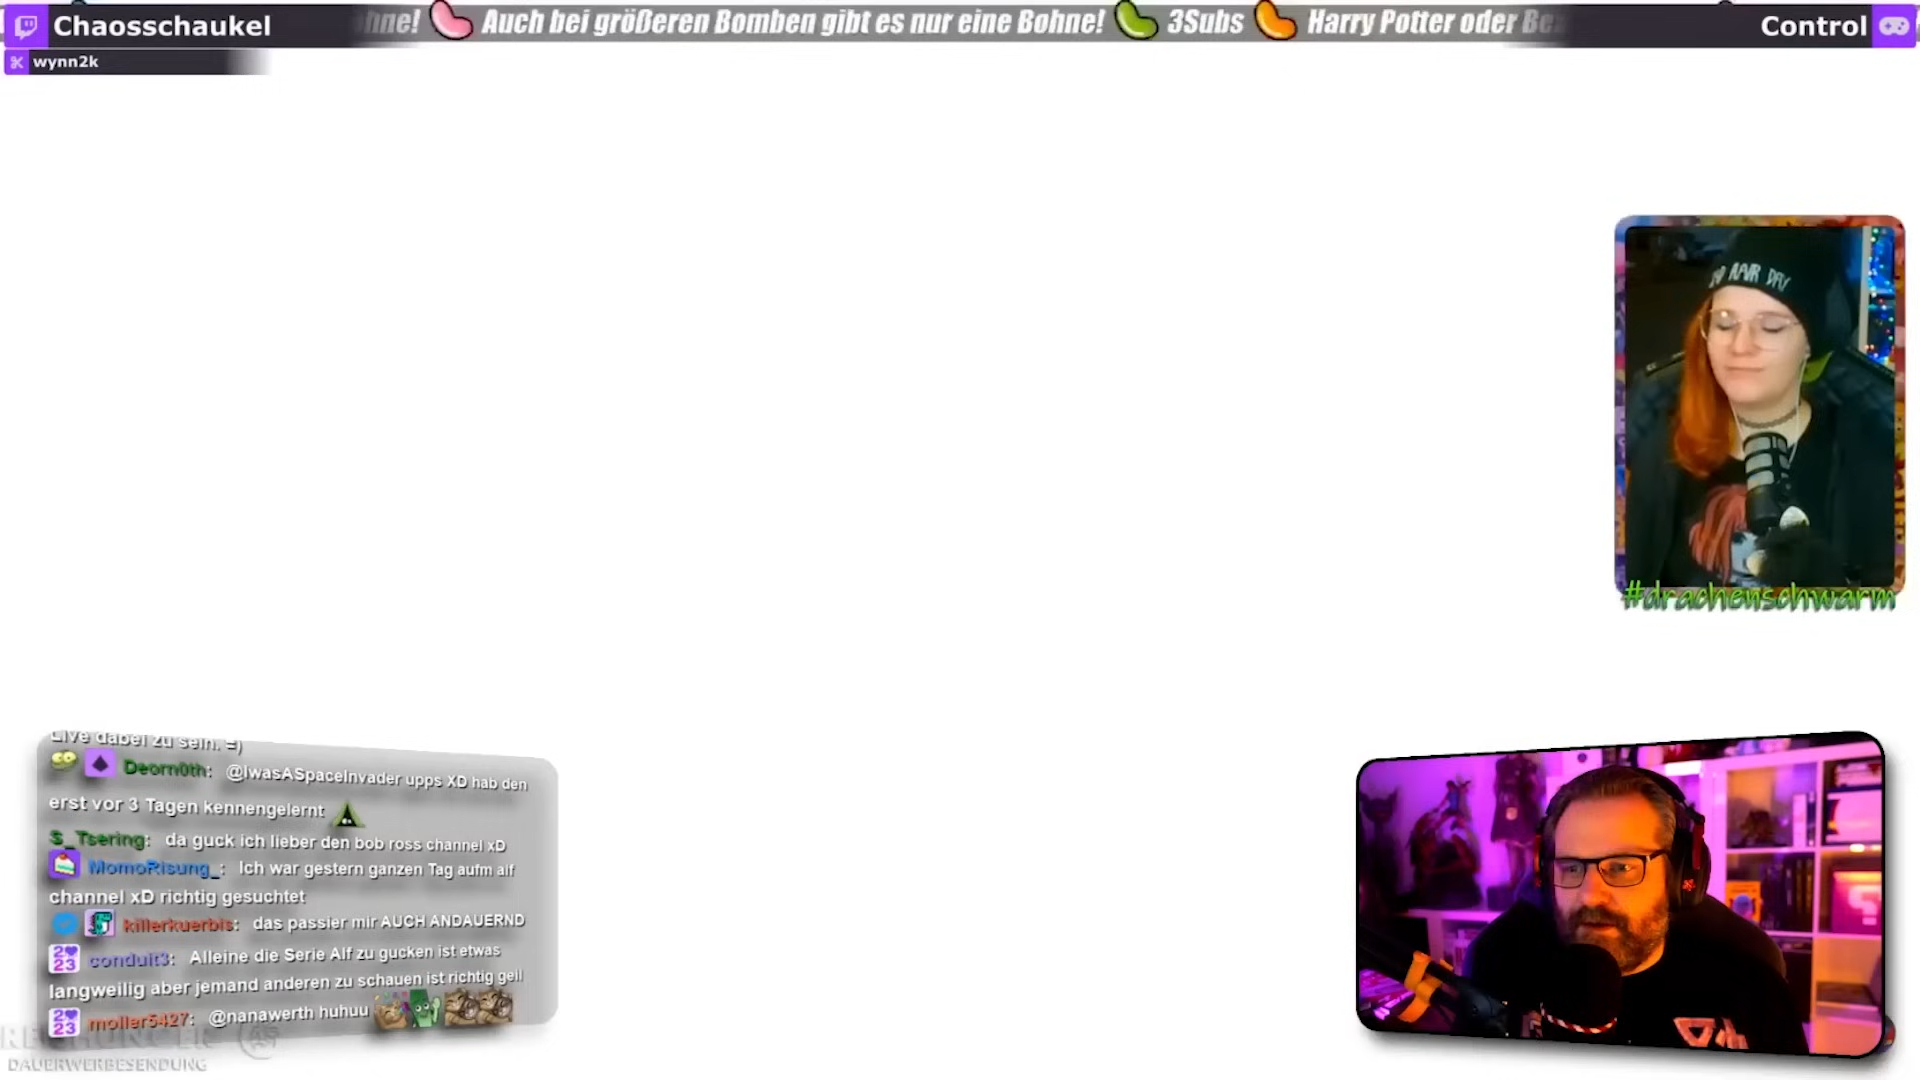 Chaosschaukel
hne! Auch bei größeren Bomben gibt es nur eine Bohne! 3Subs Harry Potter oder
Control
wynn2k
#drachenschwarm
Live dabei zu sein. =)
Deorn0th: @IwasASpaceInvader upps XD hab den
erst vor 3 Tagen kennengelernt
S_Tsering: da guck ich lieber den bob ross channel xD
MomoRisung_: Ich war gestern ganzen Tag aufm alf
channel xD richtig gesuchtet
killerkuerbis: das passier mir AUCH ANDAUERND
conduit3: Alleine die Serie Alf zu gucken ist etwas
langweilig aber jemand anderen zu schauen ist richtig geil
moller5427: @nanawerth huhuu
DAUERWERBESENDUNG